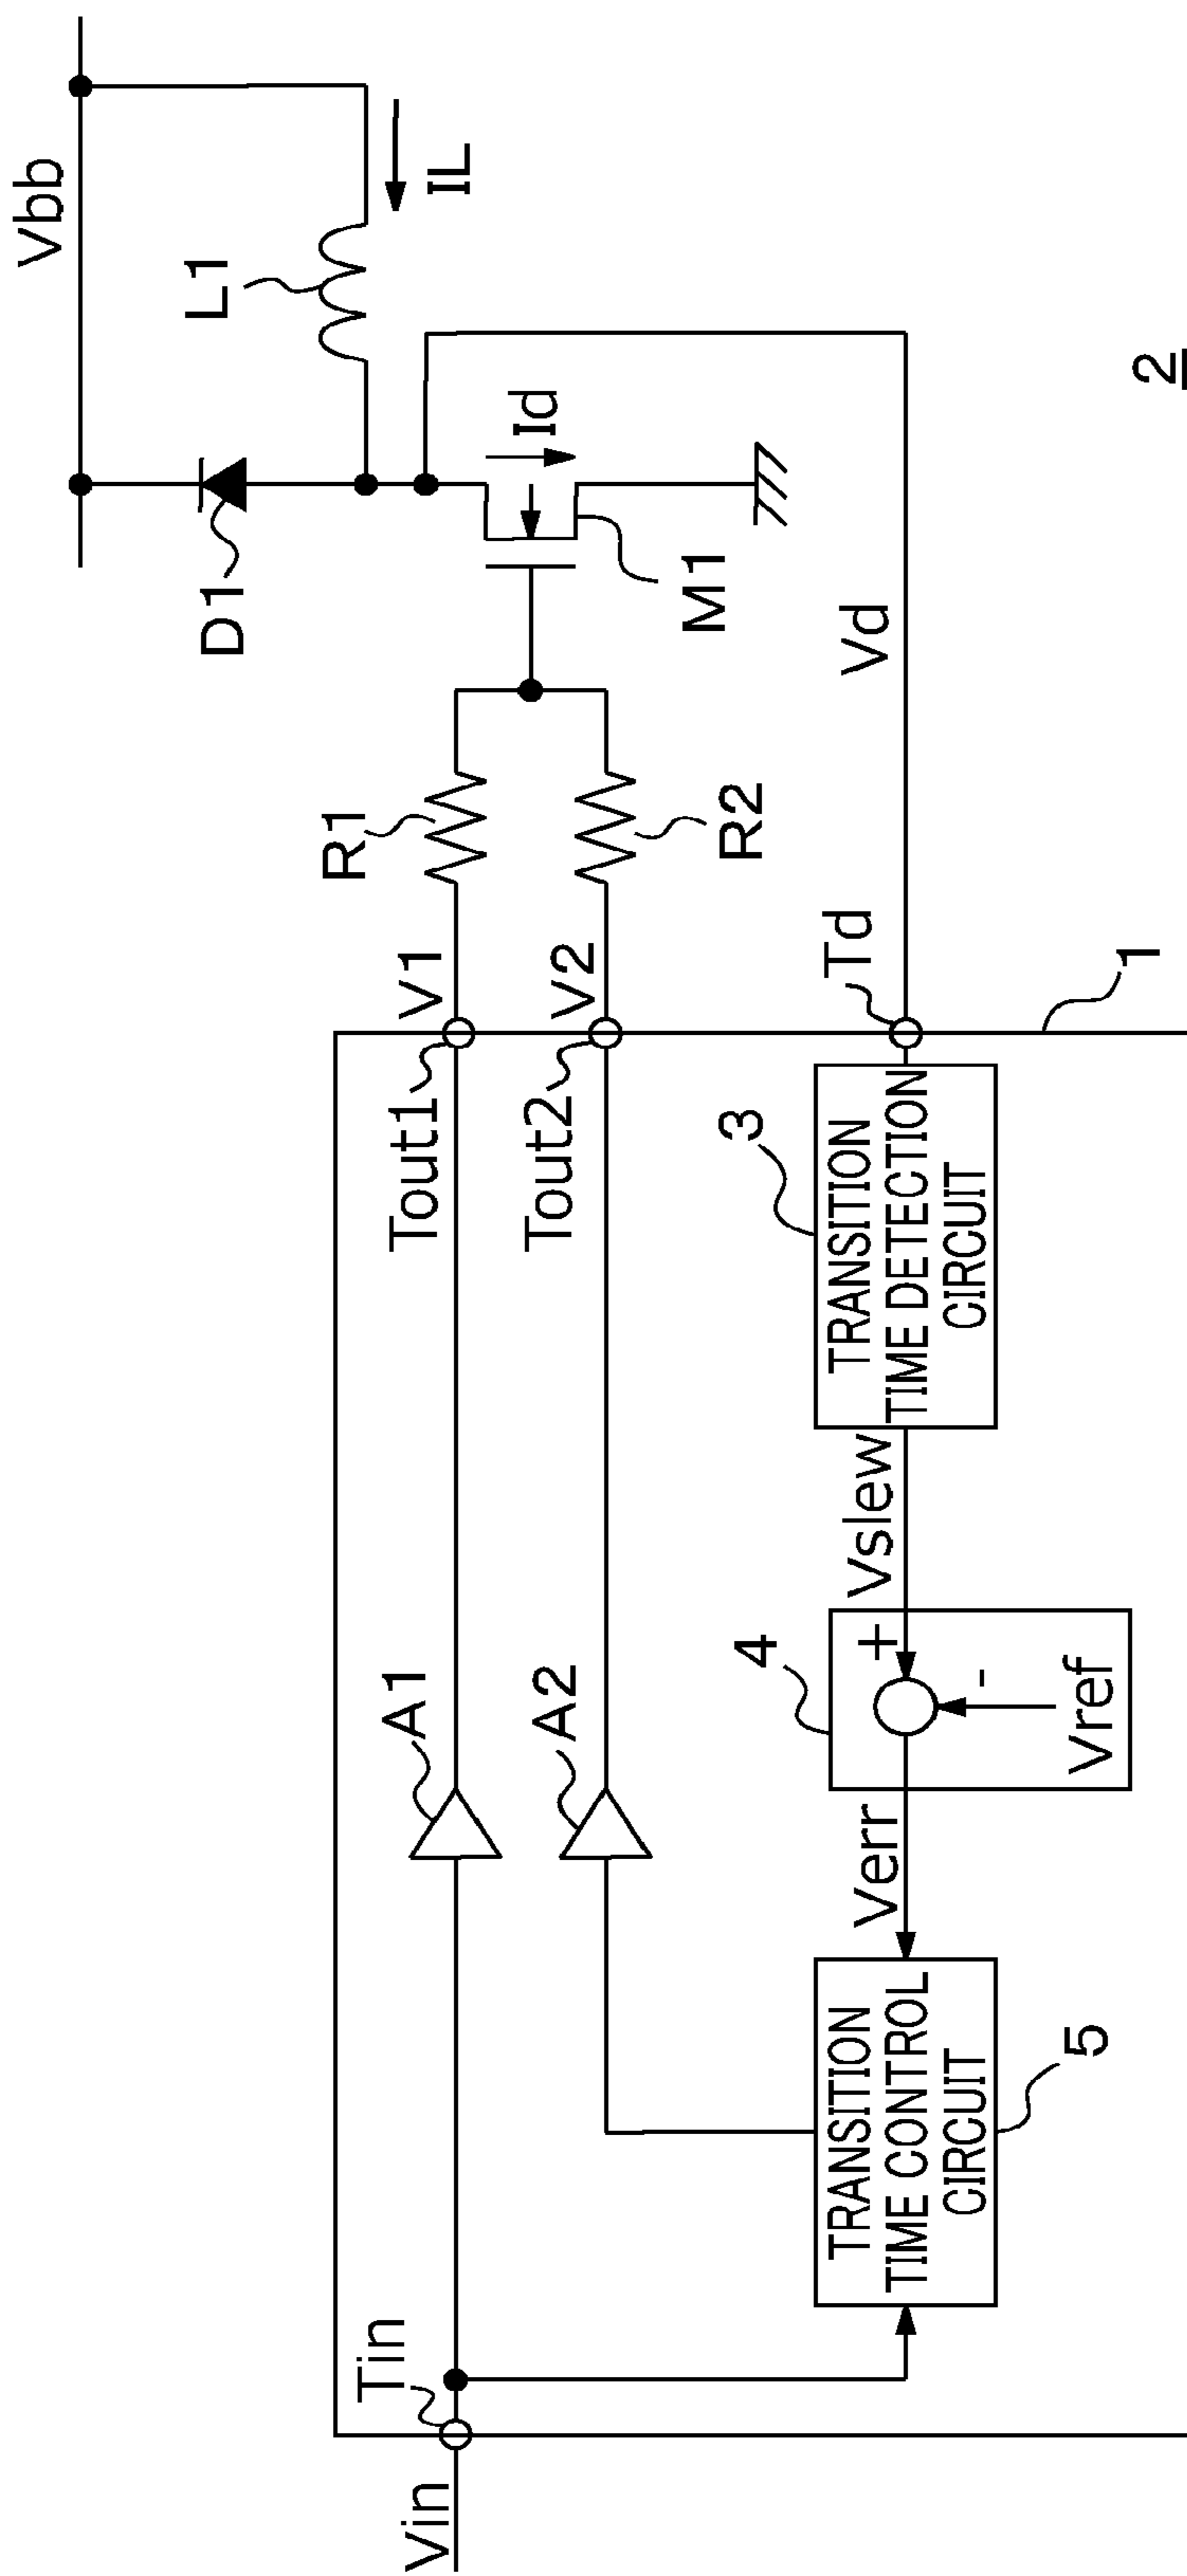 Vbb
L1
IL
D1
Id
M1
R1
R2
Vd
V1
V2
Td
Tout1
Tout2
1
2
A1
A2
3
TRANSITION
TIME DETECTION
CIRCUIT
Vslew
4
+
-
Vref
Verr
TRANSITION
TIME CONTROL
CIRCUIT
5
Tin
Vin